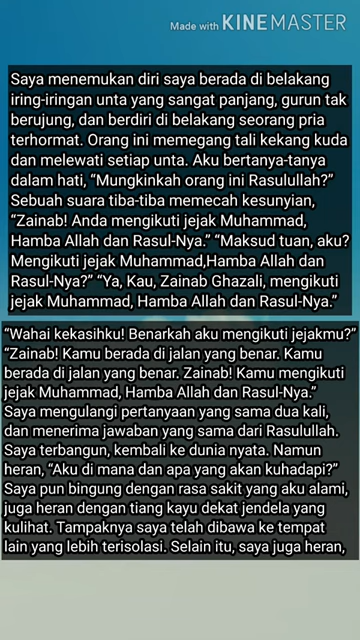 Made with KINEMASTER
Saya menemukan diri saya berada di belakang
iring-iringan unta yang sangat panjang, gurun tak
berujung, dan berdiri di belakang seorang pria
terhormat. Orang ini memegang tali kekang kuda
dan melewati setiap unta. Aku bertanya-tanya
dalam hati, “Mungkinkah orang ini Rasulullah?”
Sebuah suara tiba-tiba memecah kesunyian,
“Zainab! Anda mengikuti jejak Muhammad,
Hamba Allah dan Rasul-Nya.” “Maksud tuan, aku?
Mengikuti jejak Muhammad,Hamba Allah dan
Rasul-Nya?” “Ya, Kau, Zainab Ghazali, mengikuti
jejak Muhammad, Hamba Allah dan Rasul-Nya.”
“Wahai kekasihku! Benarkah aku mengikuti jejakmu?”
“Zainab! Kamu berada di jalan yang benar. Kamu
berada di jalan yang benar. Zainab! Kamu mengikuti
jejak Muhammad, Hamba Allah dan Rasul-Nya.”
Saya mengulangi pertanyaan yang sama dua kali,
dan menerima jawaban yang sama dari Rasulullah.
Saya terbangun, kembali ke dunia nyata. Namun
heran, “Aku di mana dan apa yang akan kuhadapi?”
Saya pun bingung dengan rasa sakit yang aku alami,
juga heran dengan tiang kayu dekat jendela yang
kulihat. Tampaknya saya telah dibawa ke tempat
lain yang lebih terisolasi. Selain itu, saya juga heran,